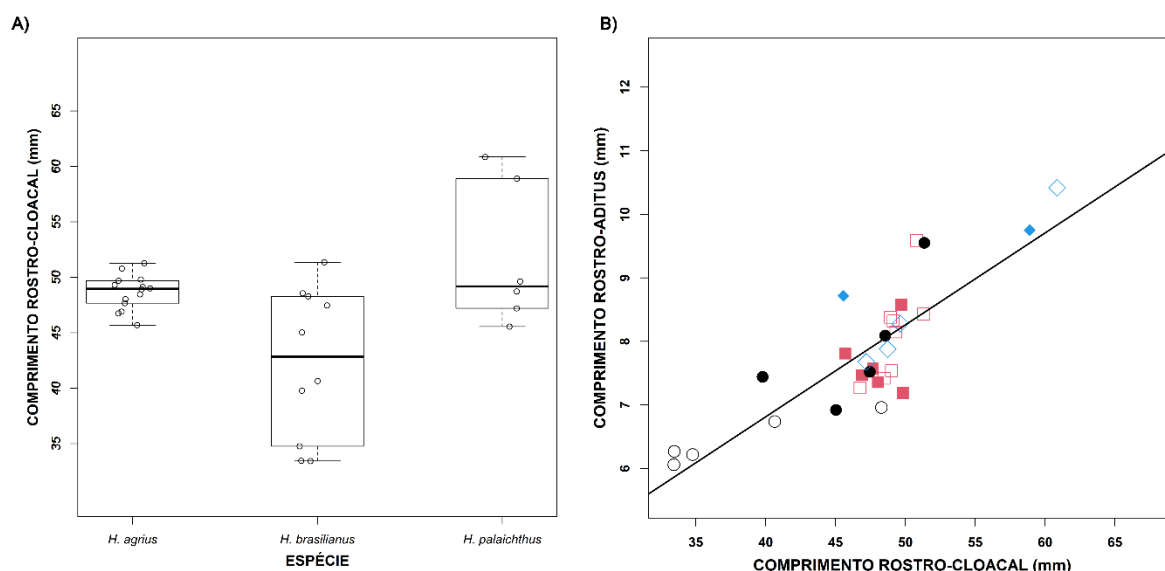 A)
COMPRIMENTO ROSTRO-CLOACAL (mm)
65
60
55
50
45
40
35
H. agrius
H. brasilianus
H. palaichthus
ESPÉCIE
B)
COMPRIMENTO ROSTRO-ADITUS (mm)
12
11
10
9
8
7
6
35
40
45
50
55
60
65
COMPRIMENTO ROSTRO-CLOACAL (mm)